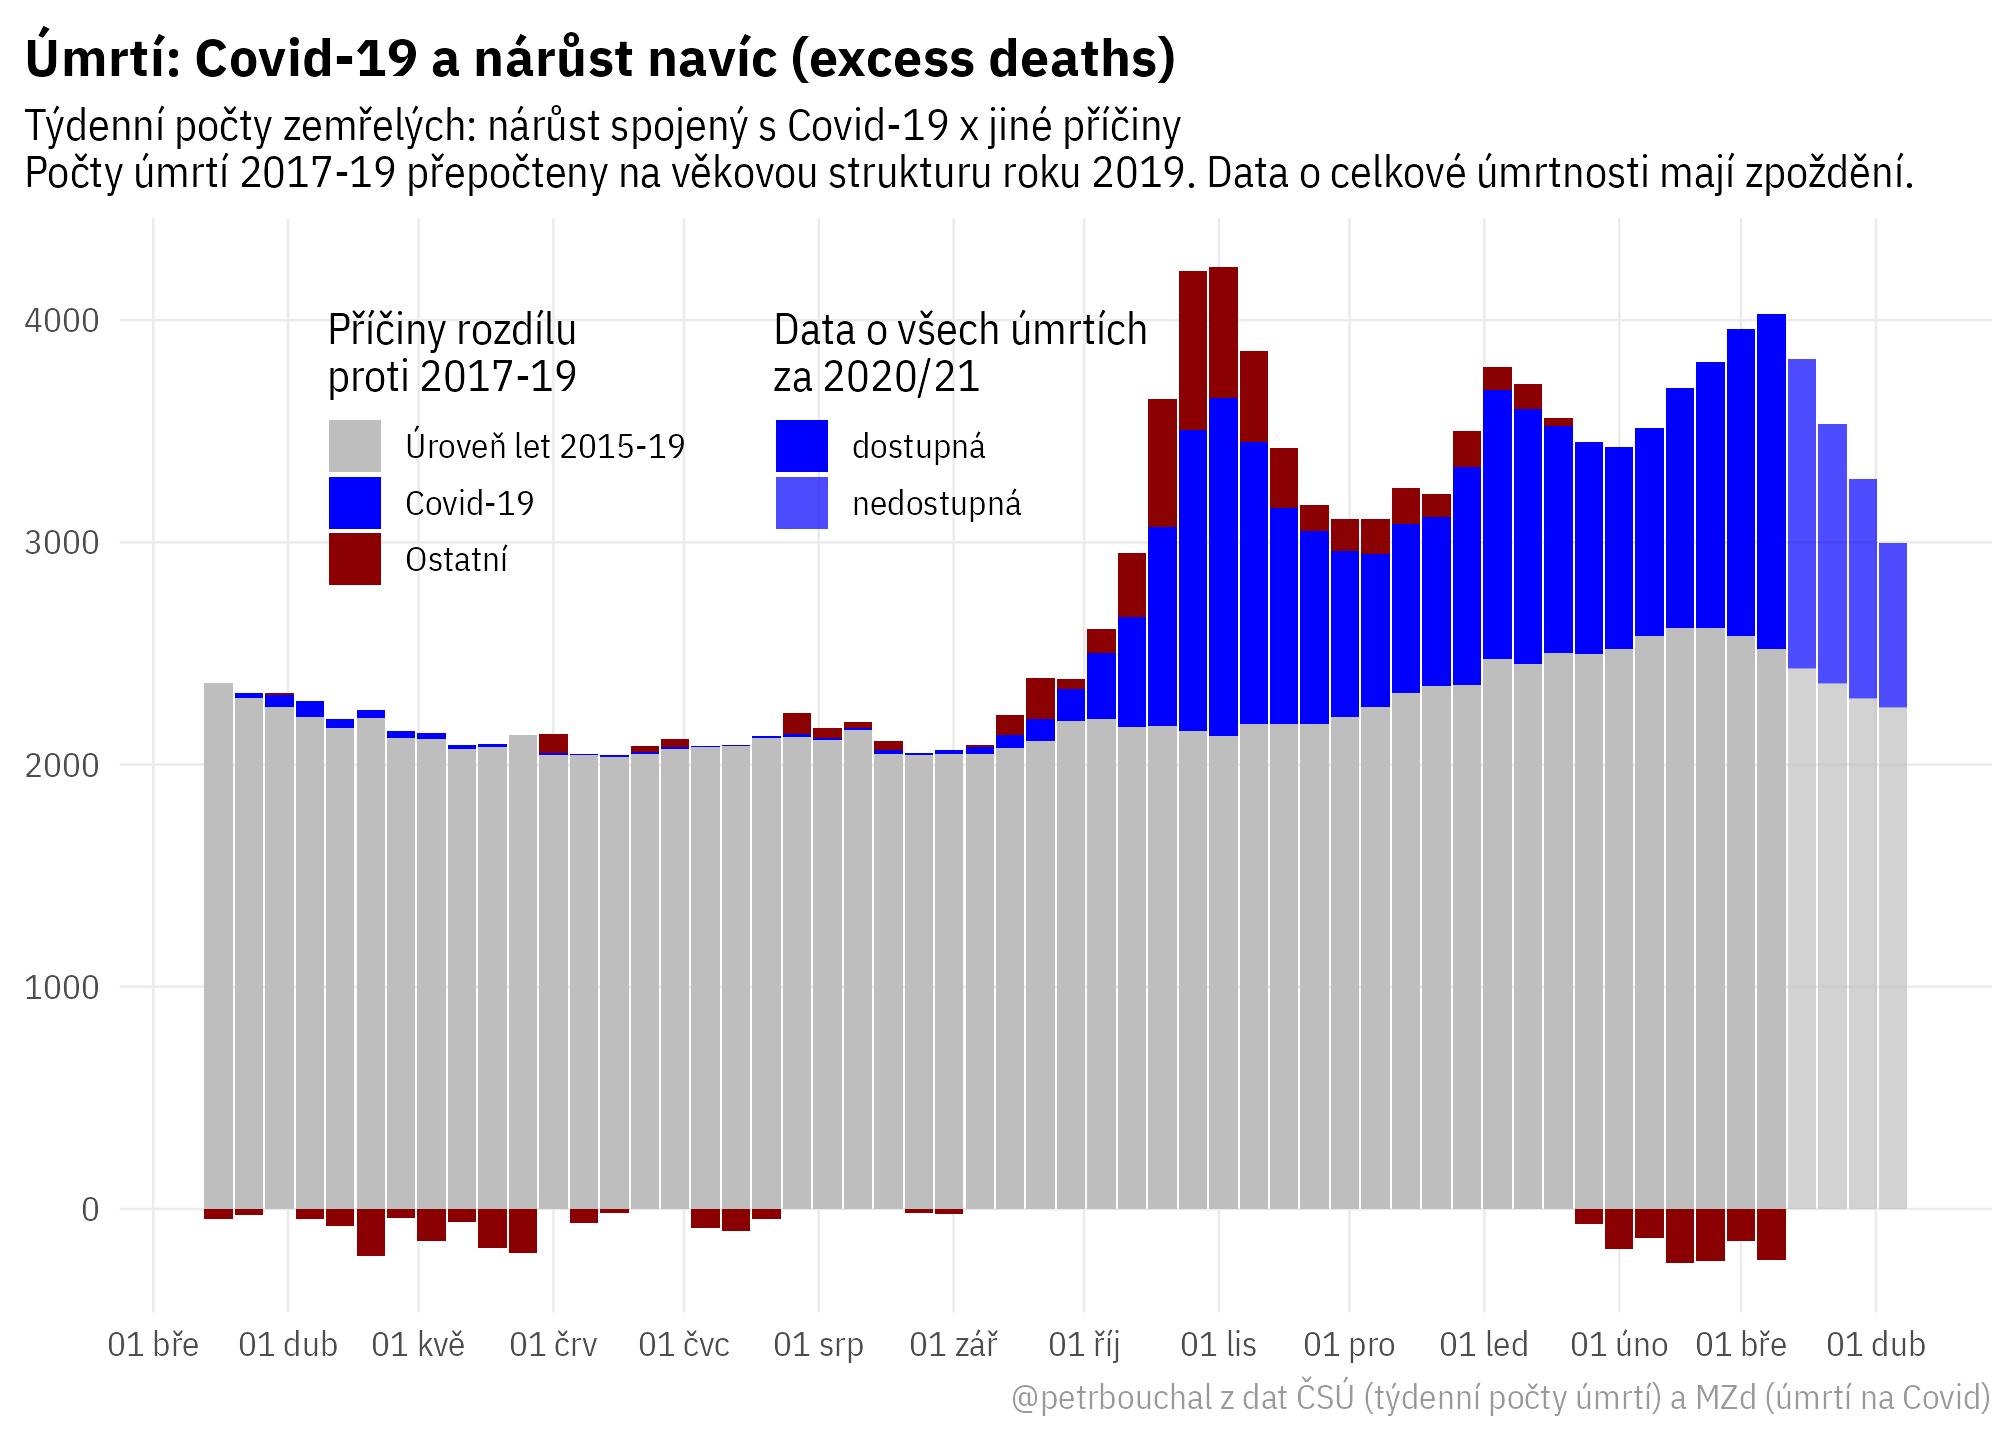 Úmrtí: Covid-19 a nárůst navíc (excess deaths)
Týdenní počty zemřelých: nárůst spojený s Covid-19 x jiné příčiny
Počty úmrtí 2017-19 přepočteny na věkovou strukturu roku 2019. Data o celkové úmrtnosti mají zpoždění.
Příčiny rozdílu
proti 2017-19
Úroveň let 2015-19
Covid-19
Ostatní
Data o všech úmrtích
za 2020/21
dostupná
nedostupná
4000
3000
2000
1000
0
01 bře 01 dub 01 kvě 01 črv 01 čvc 01 srp 01 zář 01 říj 01 lis 01 pro 01 led 01 úno 01 bře 01 dub
@petrbouchal z dat ČSÚ (týdenní počty úmrtí) a MZd (úmrtí na Covid)